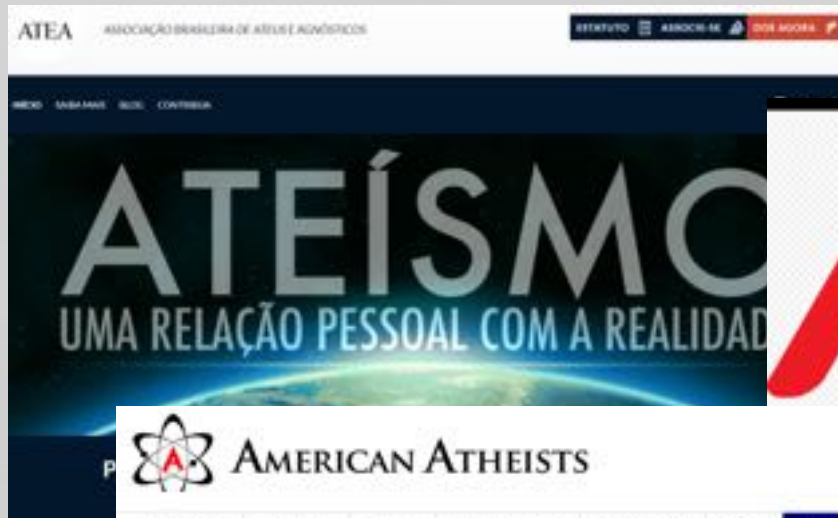 ATEA
ASSOCIAÇÃO BRASILEIRA DE ATEUS E AGNÓSTICOS
ESTATUTO ASSOCIE-SE DOE AGORA
INÍCIO SAIBA MAIS BLOG CONTRIBUA
ATEÍSMO
UMA RELAÇÃO PESSOAL COM A REALIDAD
P
A AMERICAN ATHEISTS